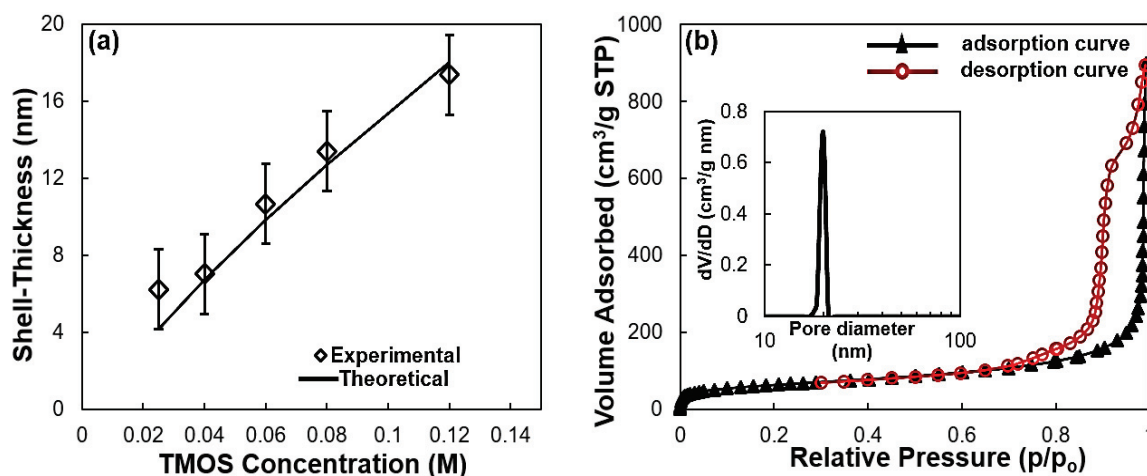 (a)
20
16
12
8
4
0
Shell-Thickness (nm)
Experimental
Theoretical
0 0.02 0.04 0.06 0.08 0.1 0.12 0.14
TMOS Concentration (M)
(b)
1000
800
600
400
200
0
Volume Adsorbed (cm³/g STP)
adsorption curve
desorption curve
0.8
0.6
0.4
0.2
0
dV/dD (cm³/g nm)
10 Pore diameter 100
(nm)
0 0.2 0.4 0.6 0.8 1
Relative Pressure (p/pₒ)